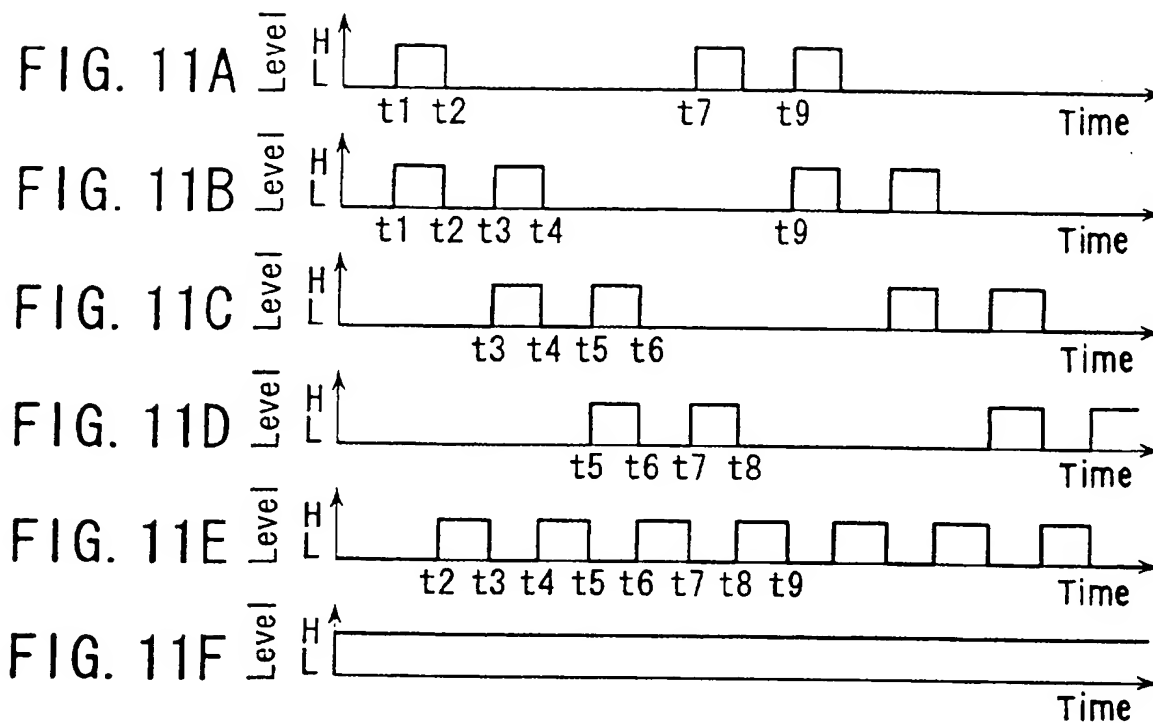 FIG. 11A Level H L t1 t2 t7 t9 Time
FIG. 11B Level H L t1 t2 t3 t4 t9 Time
FIG. 11C Level H L t3 t4 t5 t6 Time
FIG. 11D Level H L t5 t6 t7 t8 Time
FIG. 11E Level H L t2 t3 t4 t5 t6 t7 t8 t9 Time
FIG. 11F Level H L Time